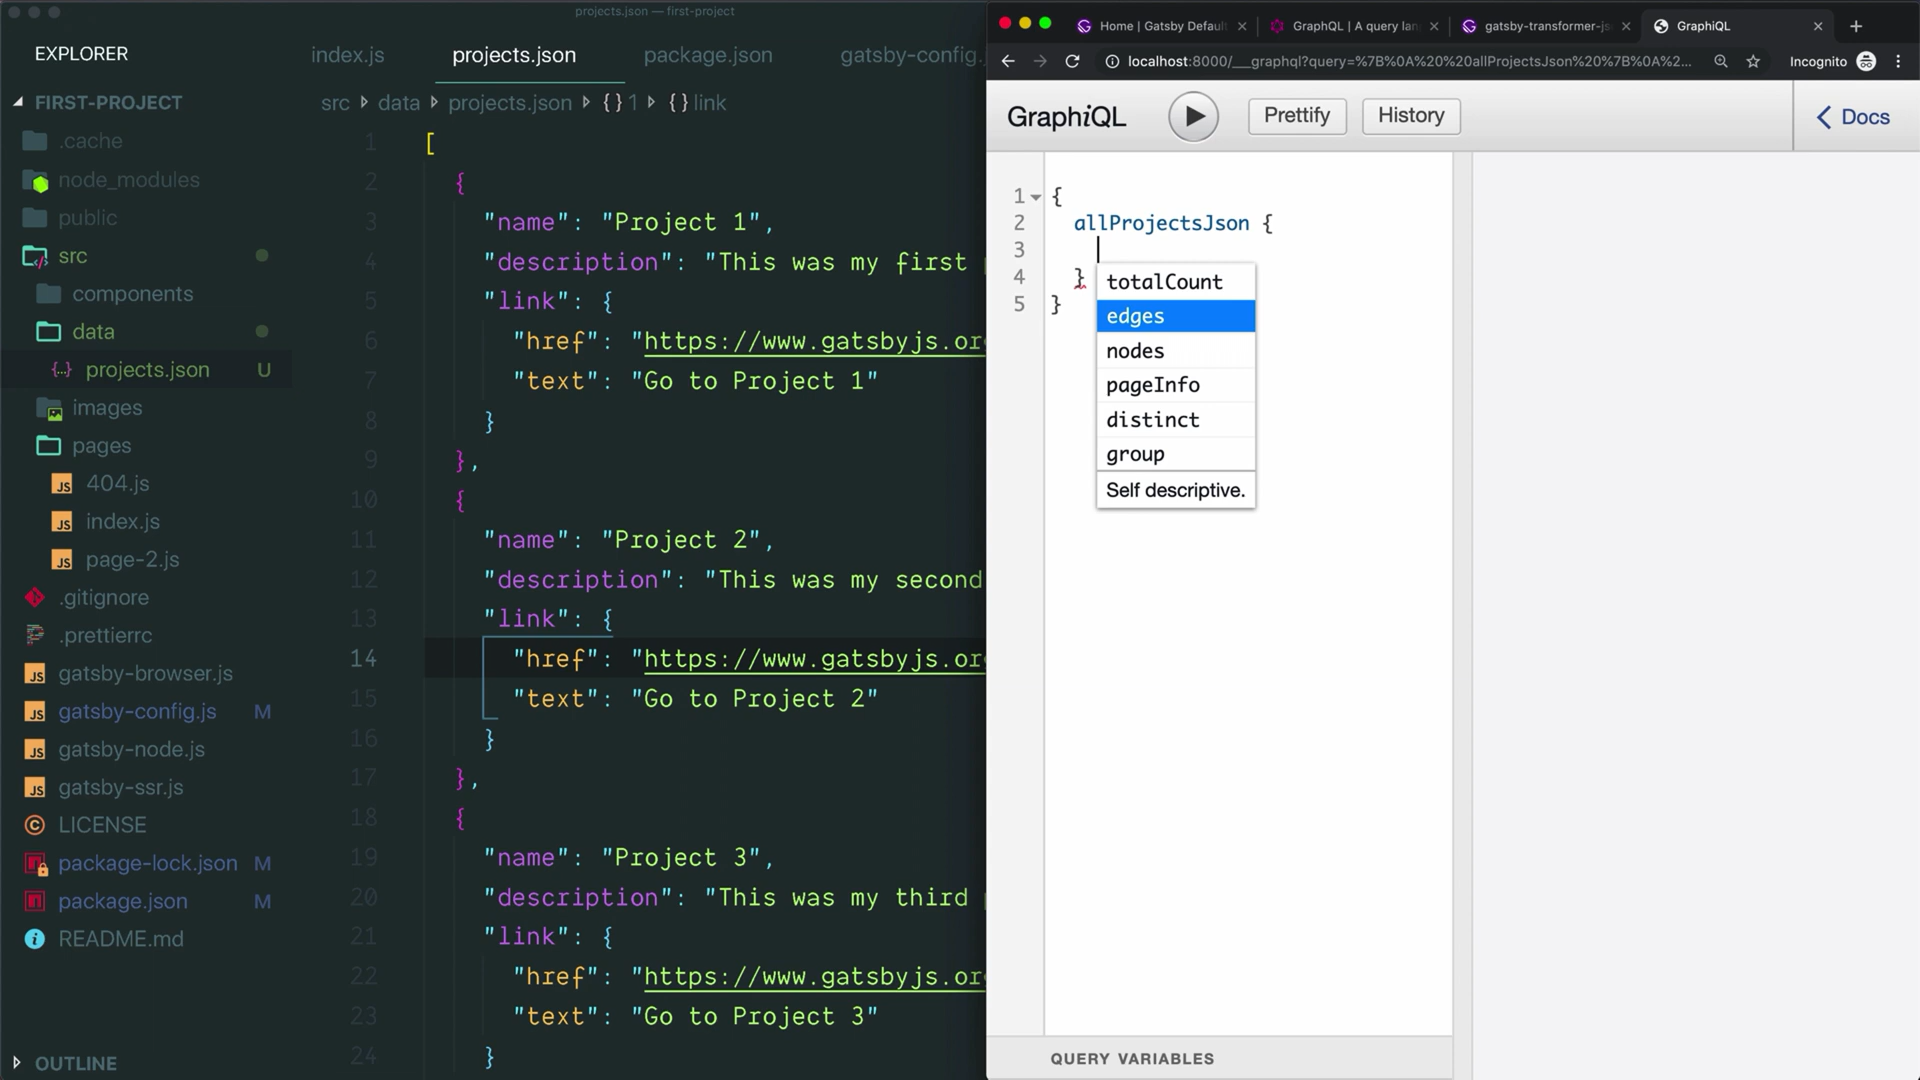 projects.json — first-project
EXPLORER
FIRST-PROJECT
.cache
node_modules
public
src
components
data
{..} projects.json U
images
pages
JS 404.js
JS index.js
JS page-2.js
.gitignore
.prettierrc
JS gatsby-browser.js
JS gatsby-config.js M
JS gatsby-node.js
JS gatsby-ssr.js
LICENSE
package-lock.json M
package.json M
README.md
OUTLINE
index.js projects.json package.json gatsby-config.
src data projects.json {} 1 {} link
1 [
2 {
3 "name": "Project 1",
4 "description": "This was my first
5 "link": {
6 "href": "https://www.gatsbyjs.or
7 "text": "Go to Project 1"
8 }
9 },
10 {
11 "name": "Project 2",
12 "description": "This was my second
13 "link": {
14 "href": "https://www.gatsbyjs.or
15 "text": "Go to Project 2"
16 }
17 },
18 {
19 "name": "Project 3",
20 "description": "This was my third
21 "link": {
22 "href": "https://www.gatsbyjs.or
23 "text": "Go to Project 3"
24 }
Home | Gatsby Default GraphQL | A query lan gatsby-transformer-js GraphiQL
localhost:8000/___graphql?query=%7B%0A%20%20allProjectsJson%20%7B%0A%2... Incognito
GraphiQL Prettify History Docs
1 {
2 allProjectsJson {
3
4 }
5 }
totalCount
edges
nodes
pageInfo
distinct
group
Self descriptive.
QUERY VARIABLES